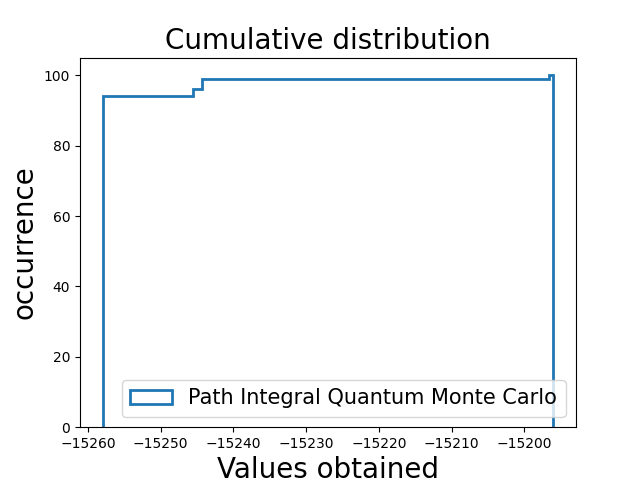 Cumulative distribution
occurrence
100
80
60
40
20
0
Path Integral Quantum Monte Carlo
−15260 −15250 −15240 −15230 −15220 −15210 −15200
Values obtained